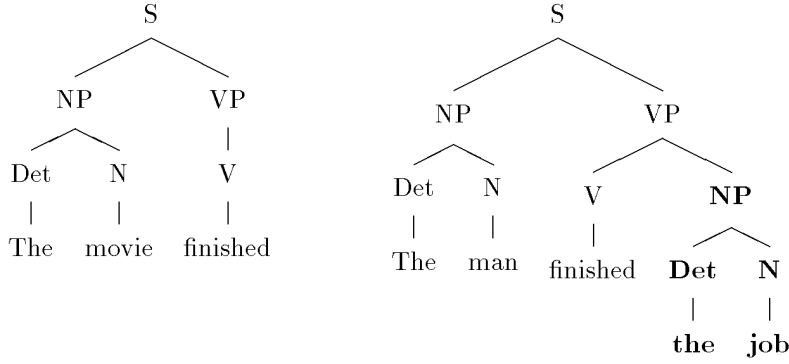 S S
NP VP NP VP
Det N V Det N V NP
The movie finished The man finished Det N
the job